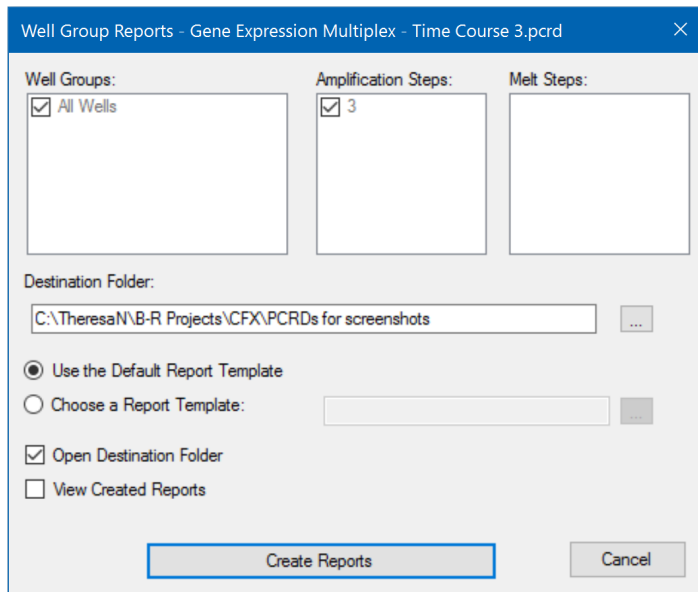 Well Group Reports - Gene Expression Multiplex - Time Course 3.pcrd
Well Groups:
Amplification Steps:
Melt Steps:
All Wells
3
Destination Folder:
C:\TheresaN\B-R Projects\CFX\PCRDs for screenshots
...
Use the Default Report Template
Choose a Report Template:
...
Open Destination Folder
View Created Reports
Create Reports
Cancel